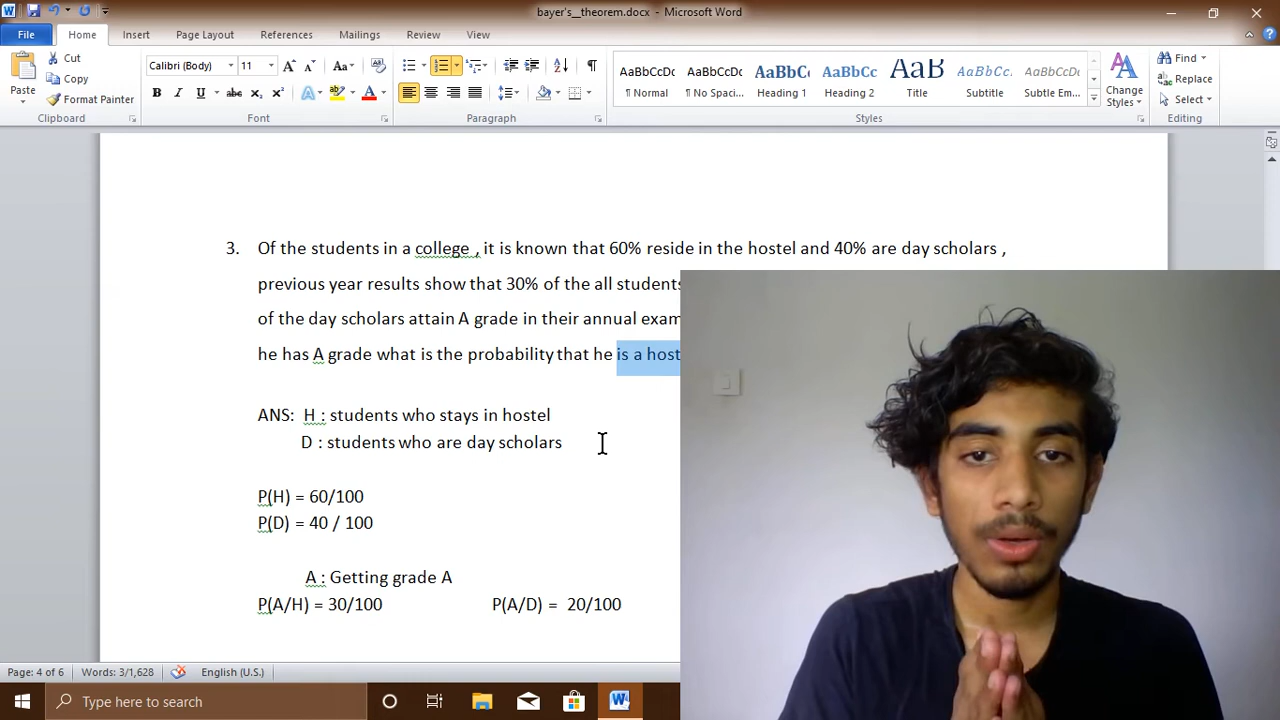 bayer's__theorem.docx - Microsoft Word
File Home Insert Page Layout References Mailings Review View
Paste
Cut
Copy
Format Painter
Clipboard
Calibri (Body) 11
Font
Paragraph
AaBbCcDc AaBbCcDc AaBbCc AaBbCc AaB AaBbCcL AaBbCcDc
¶ Normal ¶ No Spaci... Heading 1 Heading 2 Title Subtitle Subtle Em...
Change Styles
Styles
Find
Replace
Select
Editing
3. Of the students in a college , it is known that 60% reside in the hostel and 40% are day scholars ,
previous year results show that 30% of the all students
of the day scholars attain A grade in their annual exam
he has A grade what is the probability that he is a host
ANS: H : students who stays in hostel
D : students who are day scholars
P(H) = 60/100
P(D) = 40 / 100
A : Getting grade A
P(A/H) = 30/100 P(A/D) = 20/100
Page: 4 of 6 Words: 3/1,628 English (U.S.)
Type here to search